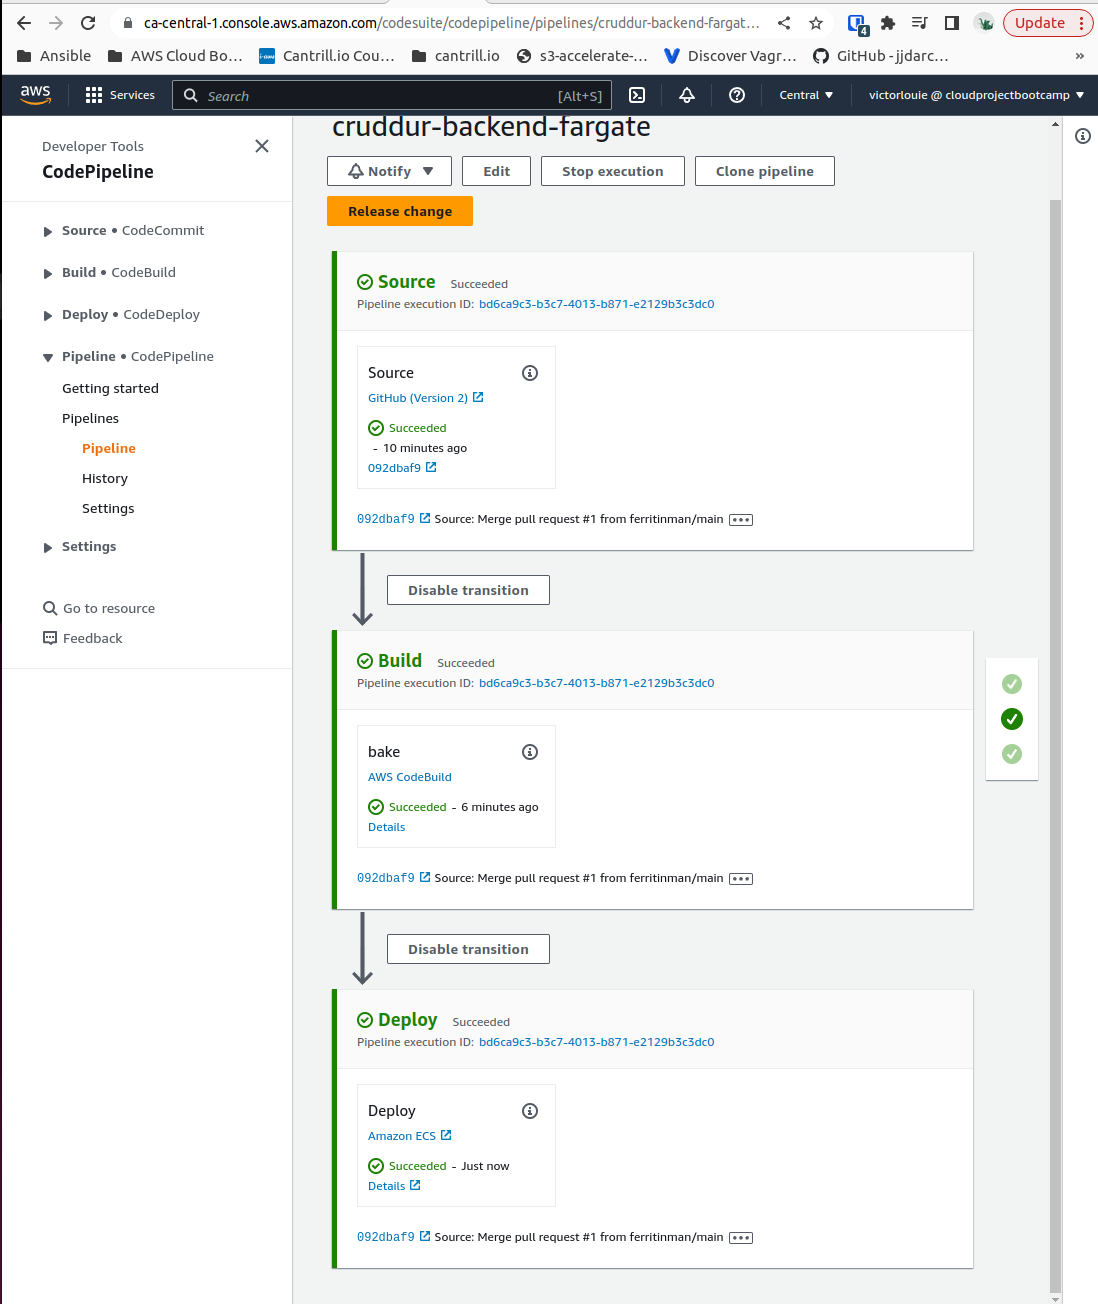 ca-central-1.console.aws.amazon.com/codesuite/codepipeline/pipelines/cruddur-backend-fargat...
4
Update
Ansible
AWS Cloud Bo...
Cantrill.io Cou...
cantrill.io
s3-accelerate-...
Discover Vagr...
GitHub - jjdarc...
»
aws
Services
Search
[Alt+S]
Central
victorlouie @ cloudprojectbootcamp
Developer Tools
CodePipeline
Source • CodeCommit
Build • CodeBuild
Deploy • CodeDeploy
Pipeline • CodePipeline
Getting started
Pipelines
Pipeline
History
Settings
Settings
Go to resource
Feedback
cruddur-backend-fargate
Notify
Edit
Stop execution
Clone pipeline
Release change
Source Succeeded
Pipeline execution ID: bd6ca9c3-b3c7-4013-b871-e2129b3c3dc0
Source
GitHub (Version 2)
Succeeded
- 10 minutes ago
092dbaf9
092dbaf9 Source: Merge pull request #1 from ferritinman/main
Disable transition
Build Succeeded
Pipeline execution ID: bd6ca9c3-b3c7-4013-b871-e2129b3c3dc0
bake
AWS CodeBuild
Succeeded - 6 minutes ago
Details
092dbaf9 Source: Merge pull request #1 from ferritinman/main
Disable transition
Deploy Succeeded
Pipeline execution ID: bd6ca9c3-b3c7-4013-b871-e2129b3c3dc0
Deploy
Amazon ECS
Succeeded - Just now
Details
092dbaf9 Source: Merge pull request #1 from ferritinman/main